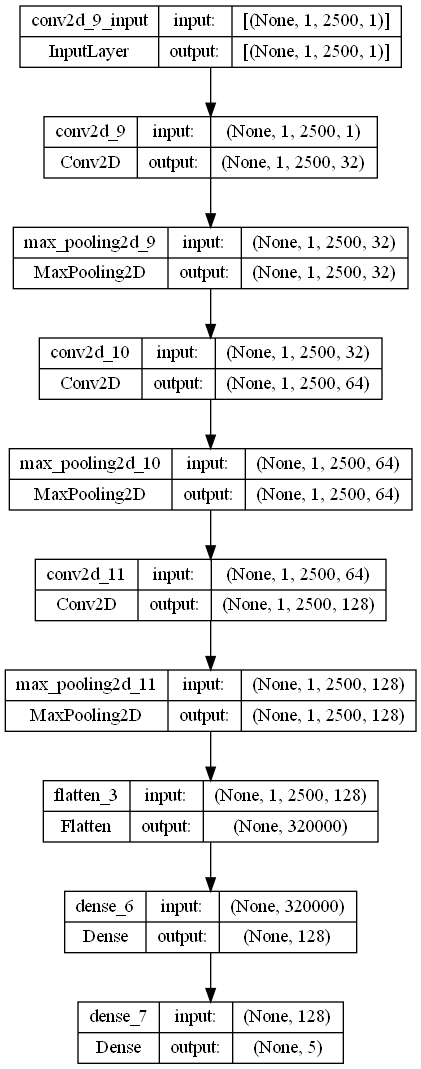 conv2d_9_input input: [(None, 1, 2500, 1)]
InputLayer output: [(None, 1, 2500, 1)]
conv2d_9 input: (None, 1, 2500, 1)
Conv2D output: (None, 1, 2500, 32)
max_pooling2d_9 input: (None, 1, 2500, 32)
MaxPooling2D output: (None, 1, 2500, 32)
conv2d_10 input: (None, 1, 2500, 32)
Conv2D output: (None, 1, 2500, 64)
max_pooling2d_10 input: (None, 1, 2500, 64)
MaxPooling2D output: (None, 1, 2500, 64)
conv2d_11 input: (None, 1, 2500, 64)
Conv2D output: (None, 1, 2500, 128)
max_pooling2d_11 input: (None, 1, 2500, 128)
MaxPooling2D output: (None, 1, 2500, 128)
flatten_3 input: (None, 1, 2500, 128)
Flatten output: (None, 320000)
dense_6 input: (None, 320000)
Dense output: (None, 128)
dense_7 input: (None, 128)
Dense output: (None, 5)